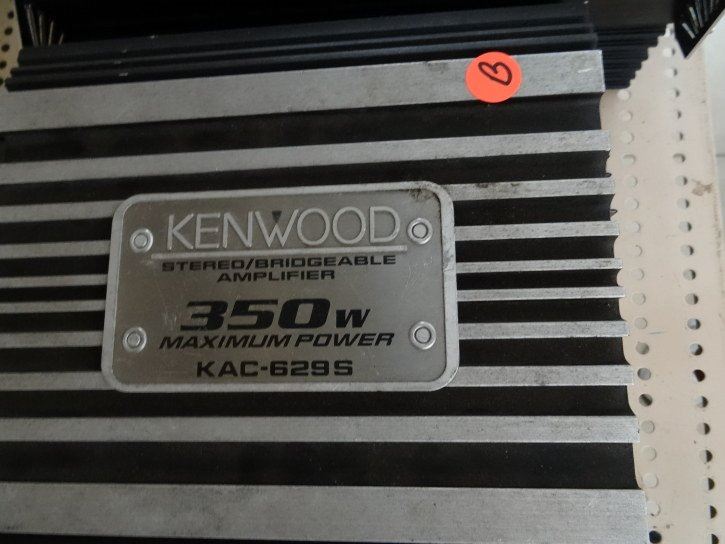 B
KENWOOD
STEREO/BRIDGEABLE
AMPLIFIER
350W
MAXIMUM POWER
KAC-629S